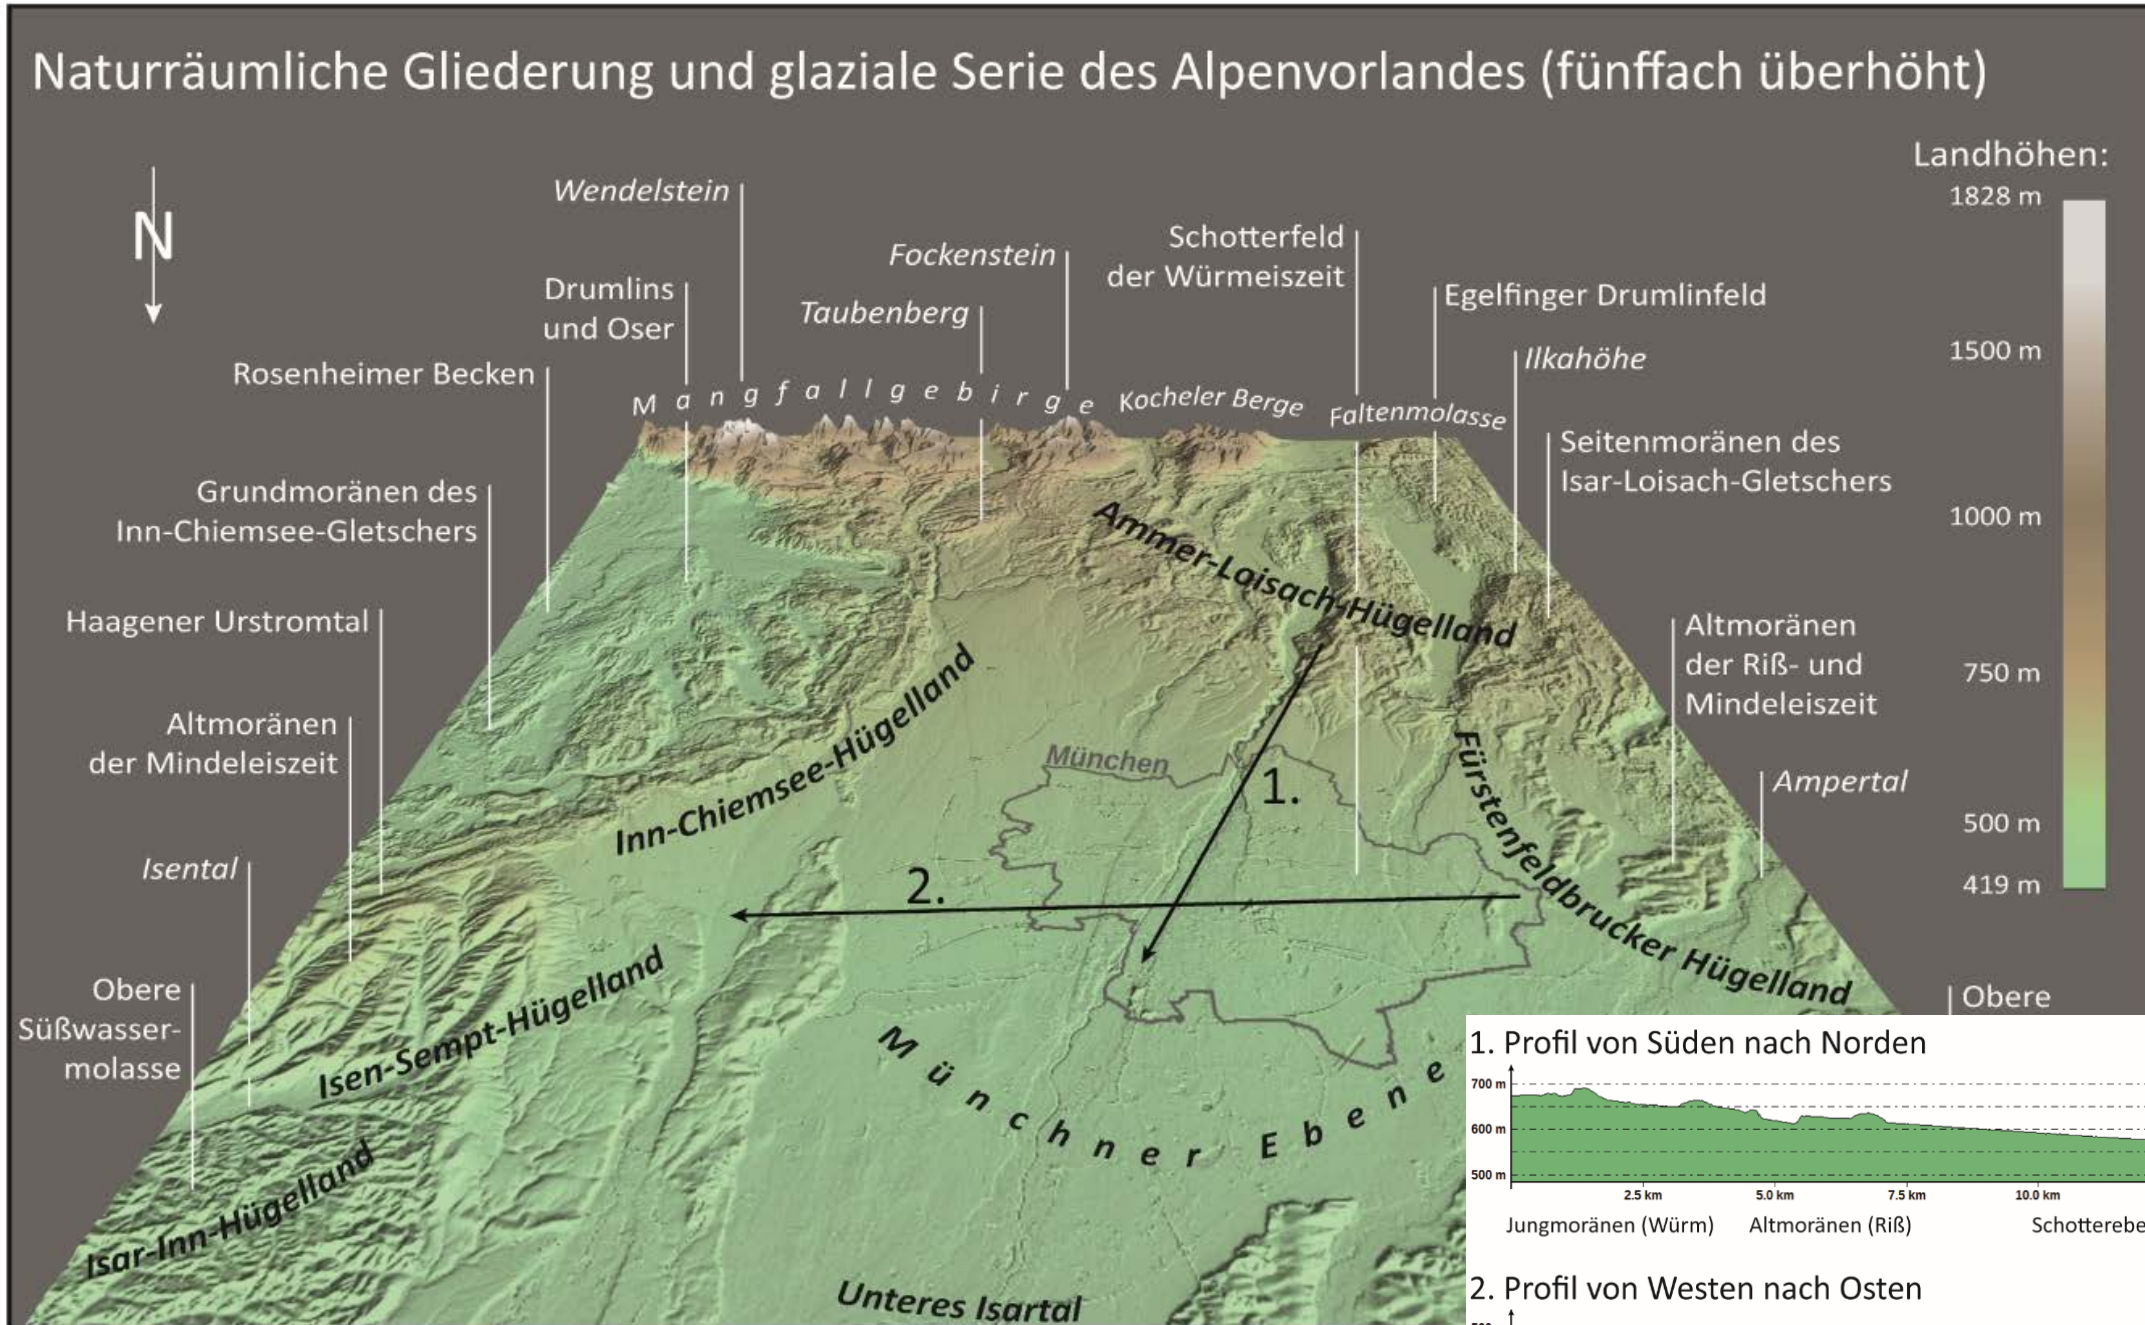 Naturräumliche Gliederung und glaziale Serie des Alpenvorlandes (fünffach überhöht)
N
Landhöhen:
1828 m
1500 m
1000 m
750 m
500 m
419 m
Wendelstein
Fockenstein
Schotterfeld
der Würmeiszeit
Drumlins
und Oser
Taubenberg
Egelfinger Drumlinfeld
Ilkahöhe
Rosenheimer Becken
Mangfallgebirge
Kocheler Berge
Faltenmolasse
Seitenmoränen des
Isar-Loisach-Gletschers
Grundmoränen des
Inn-Chiemsee-Gletschers
Ammer-Loisach-Hügelland
Haagener Urstromtal
Altmoränen
der Riß- und
Mindeleiszeit
Altmoränen
der Mindeleiszeit
Inn-Chiemsee-Hügelland
München
1.
Fürstenfeldbrucker Hügelland
Ampertal
Isental
2.
Obere
Süßwasser-
molasse
Isen-Sempt-Hügelland
Obere
Münchner Ebene
Isar-Inn-Hügelland
Unteres Isartal
1. Profil von Süden nach Norden
700 m
600 m
500 m
2.5 km
5.0 km
7.5 km
10.0 km
Jungmoränen (Würm)
Altmoränen (Riß)
Schottereb
2. Profil von Westen nach Osten